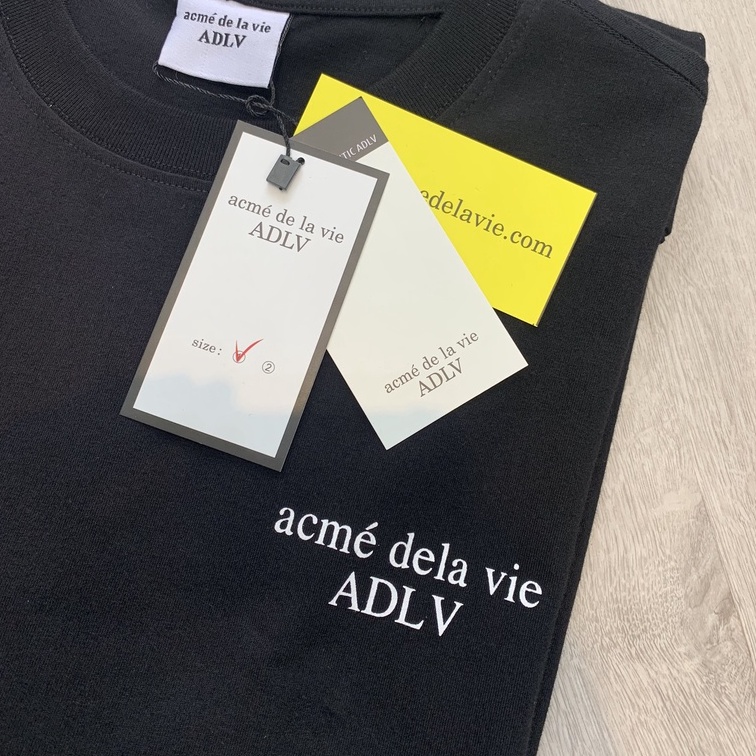 acmé de la vie
ADLV
TIC ADLV
edelavie.com
acmé de la vie
ADLV
size: ②
acmé de la vie
ADLV
acmé dela vie
ADLV